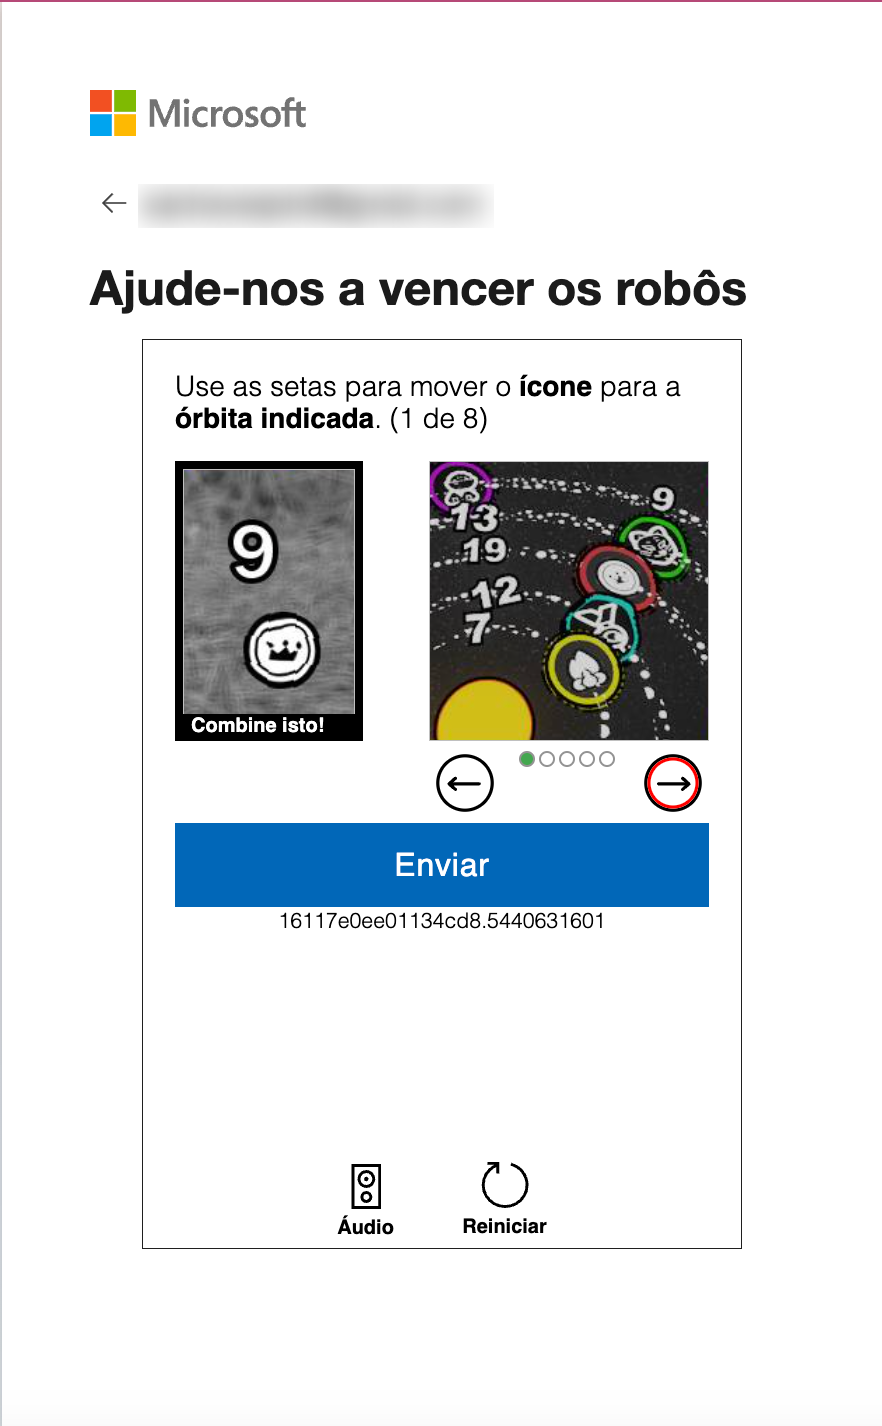 Microsoft
Ajude-nos a vencer os robôs
Use as setas para mover o ícone para a
órbita indicada. (1 de 8)
9
Combine isto!
9
13
19
12
7
Enviar
16117e0ee01134cd8.5440631601
Áudio
Reiniciar